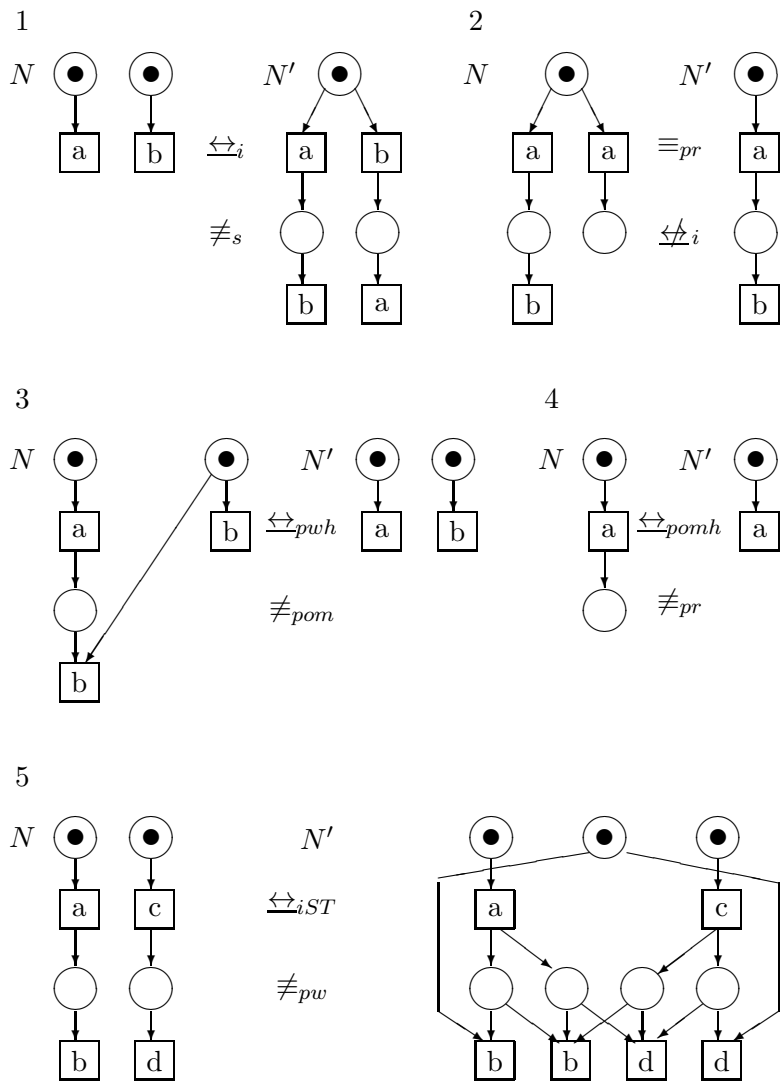 1 2
N N′ N N′
a b ↔i a b a a ≡pr a
≢s ↮i
b a b b
3 4
N N′ N N′
a b ↔pwh a b a ↔pomh a
≢pom ≢pr
b
5
N N′
a c ↔iST a c
≢pw
b d b b d d